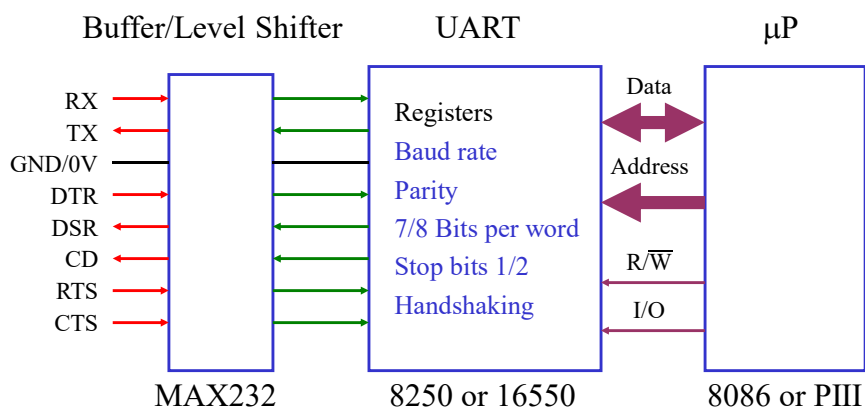 Buffer/Level Shifter
UART
μP
RX
TX
GND/0V
DTR
DSR
CD
RTS
CTS
Registers
Baud rate
Parity
7/8 Bits per word
Stop bits 1/2
Handshaking
Data
Address
R/W̅
I/O
MAX232
8250 or 16550
8086 or PIII